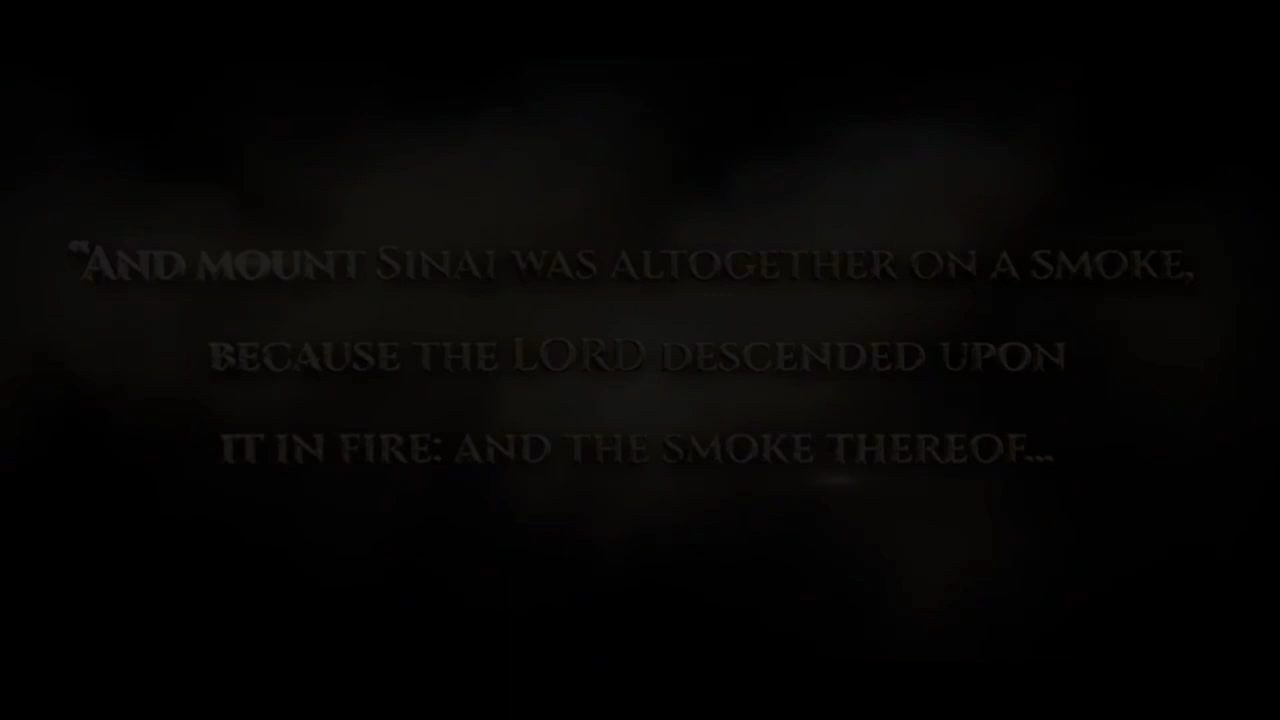 “And mount Sinai was altogether on a smoke,
because the LORD descended upon
it in fire: and the smoke thereof...